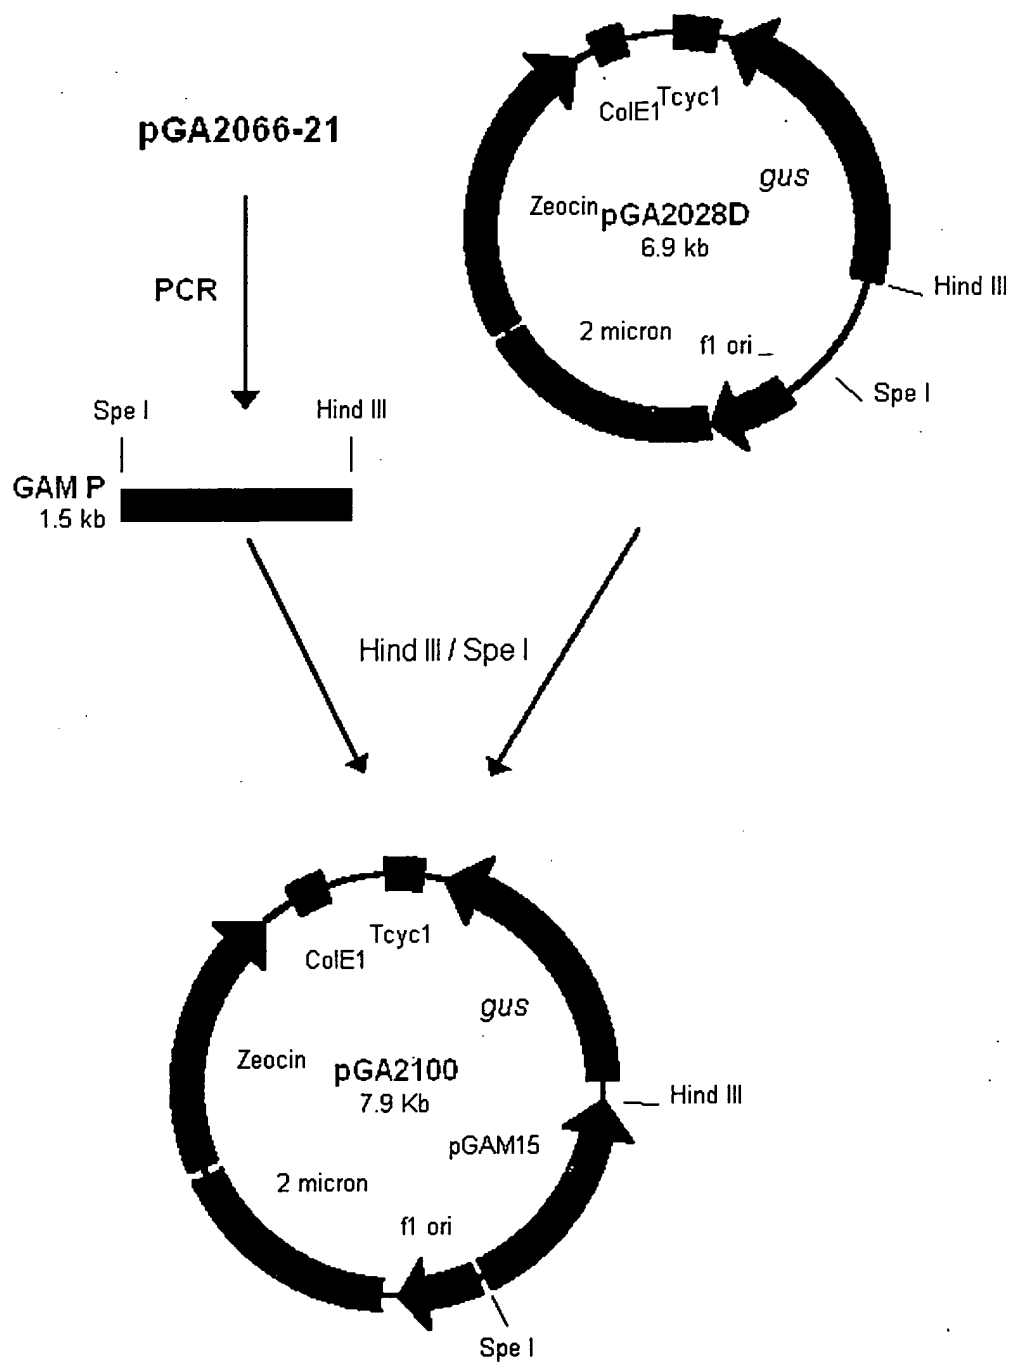 pGA2066-21
PCR
Spe I
Hind III
GAM P
1.5 kb
ColE1
Tcyc1
gus
Zeocin
pGA2028D
6.9 kb
Hind III
2 micron
f1 ori
Spe I
Hind III / Spe I
Tcyc1
ColE1
gus
Zeocin
pGA2100
7.9 Kb
Hind III
pGAM15
2 micron
f1 ori
Spe I